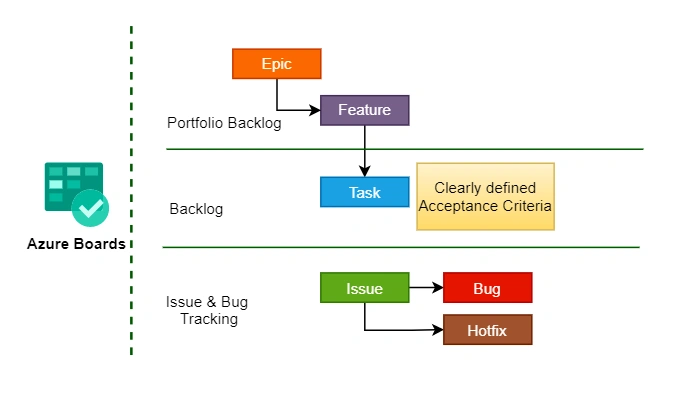 Epic
Feature
Portfolio Backlog
Task
Clearly defined
Acceptance Criteria
Backlog
Azure Boards
Issue
Bug
Issue & Bug
Tracking
Hotfix